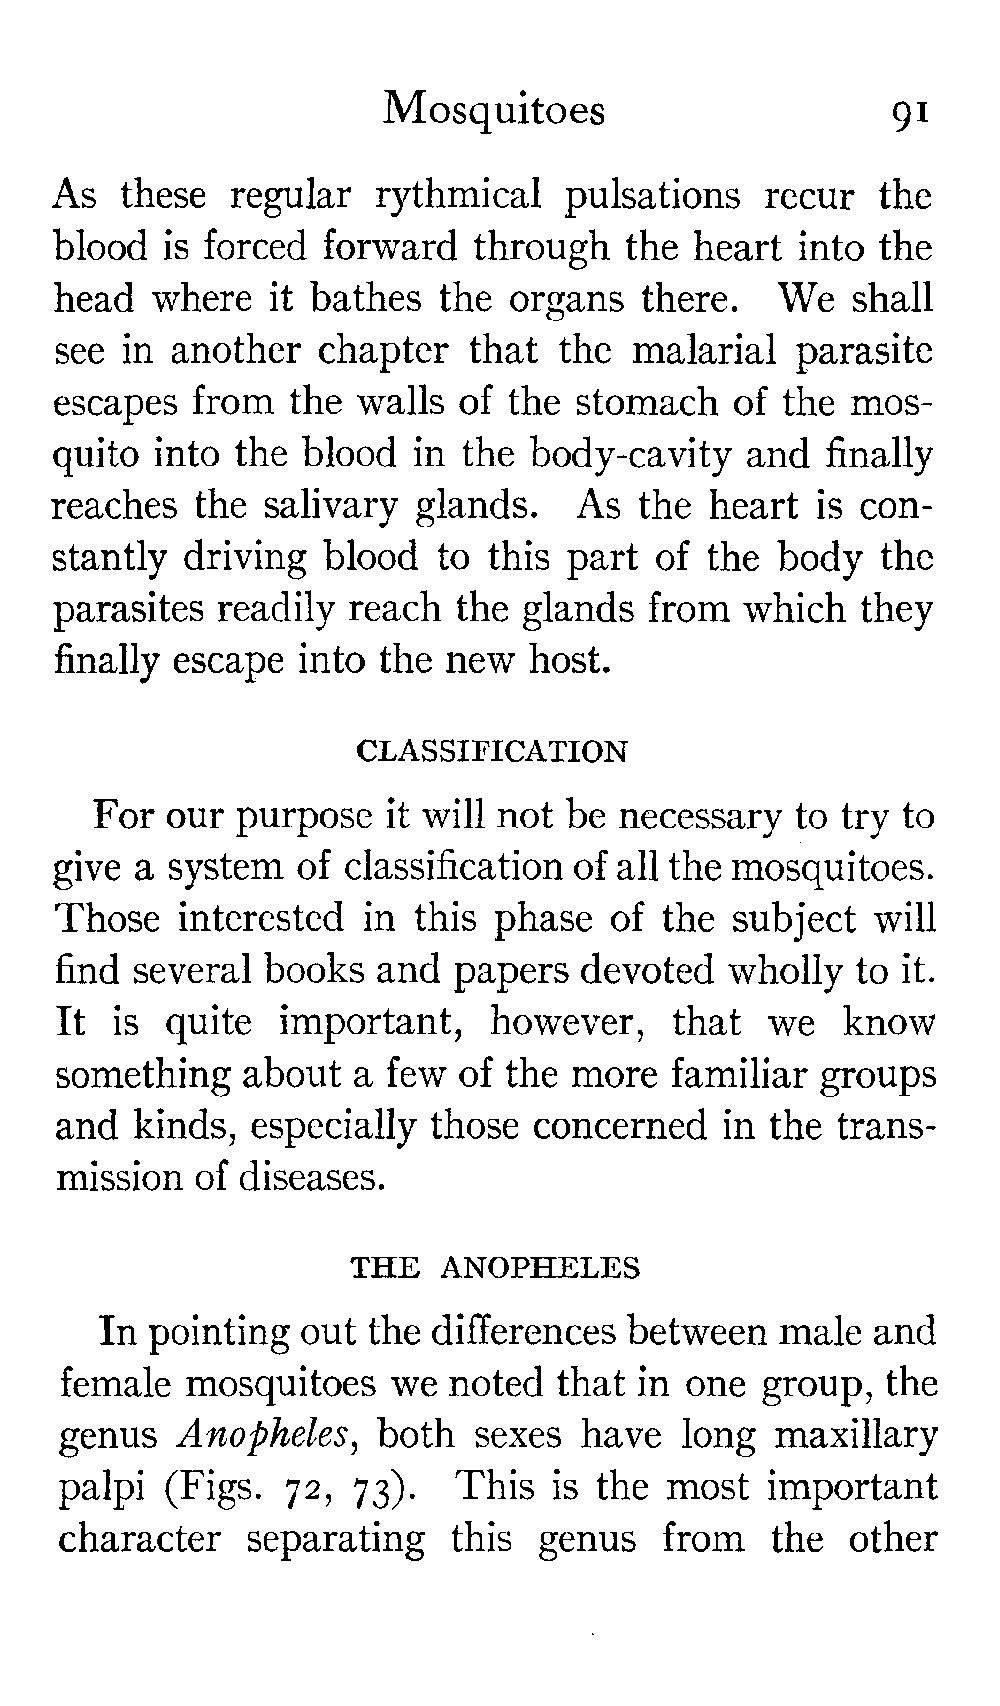 Mosquitoes 91
As these regular rythmical pulsations recur the
blood is forced forward through the heart into the
head where it bathes the organs there. We shall
see in another chapter that the malarial parasite
escapes from the walls of the stomach of the mos-
quito into the blood in the body-cavity and finally
reaches the salivary glands. As the heart is con-
stantly driving blood to this part of the body the
parasites readily reach the glands from which they
finally escape into the new host.
CLASSIFICATION
For our purpose it will not be necessary to try to
give a system of classification of all the mosquitoes.
Those interested in this phase of the subject will
find several books and papers devoted wholly to it.
It is quite important, however, that we know
something about a few of the more familiar groups
and kinds, especially those concerned in the trans-
mission of diseases.
THE ANOPHELES
In pointing out the differences between male and
female mosquitoes we noted that in one group, the
genus Anopheles, both sexes have long maxillary
palpi (Figs. 72, 73). This is the most important
character separating this genus from the other